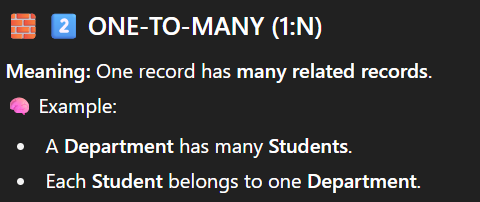 🧱 2️⃣ ONE-TO-MANY (1:N)
Meaning: One record has many related records.
🧠 Example:
• A Department has many Students.
• Each Student belongs to one Department.